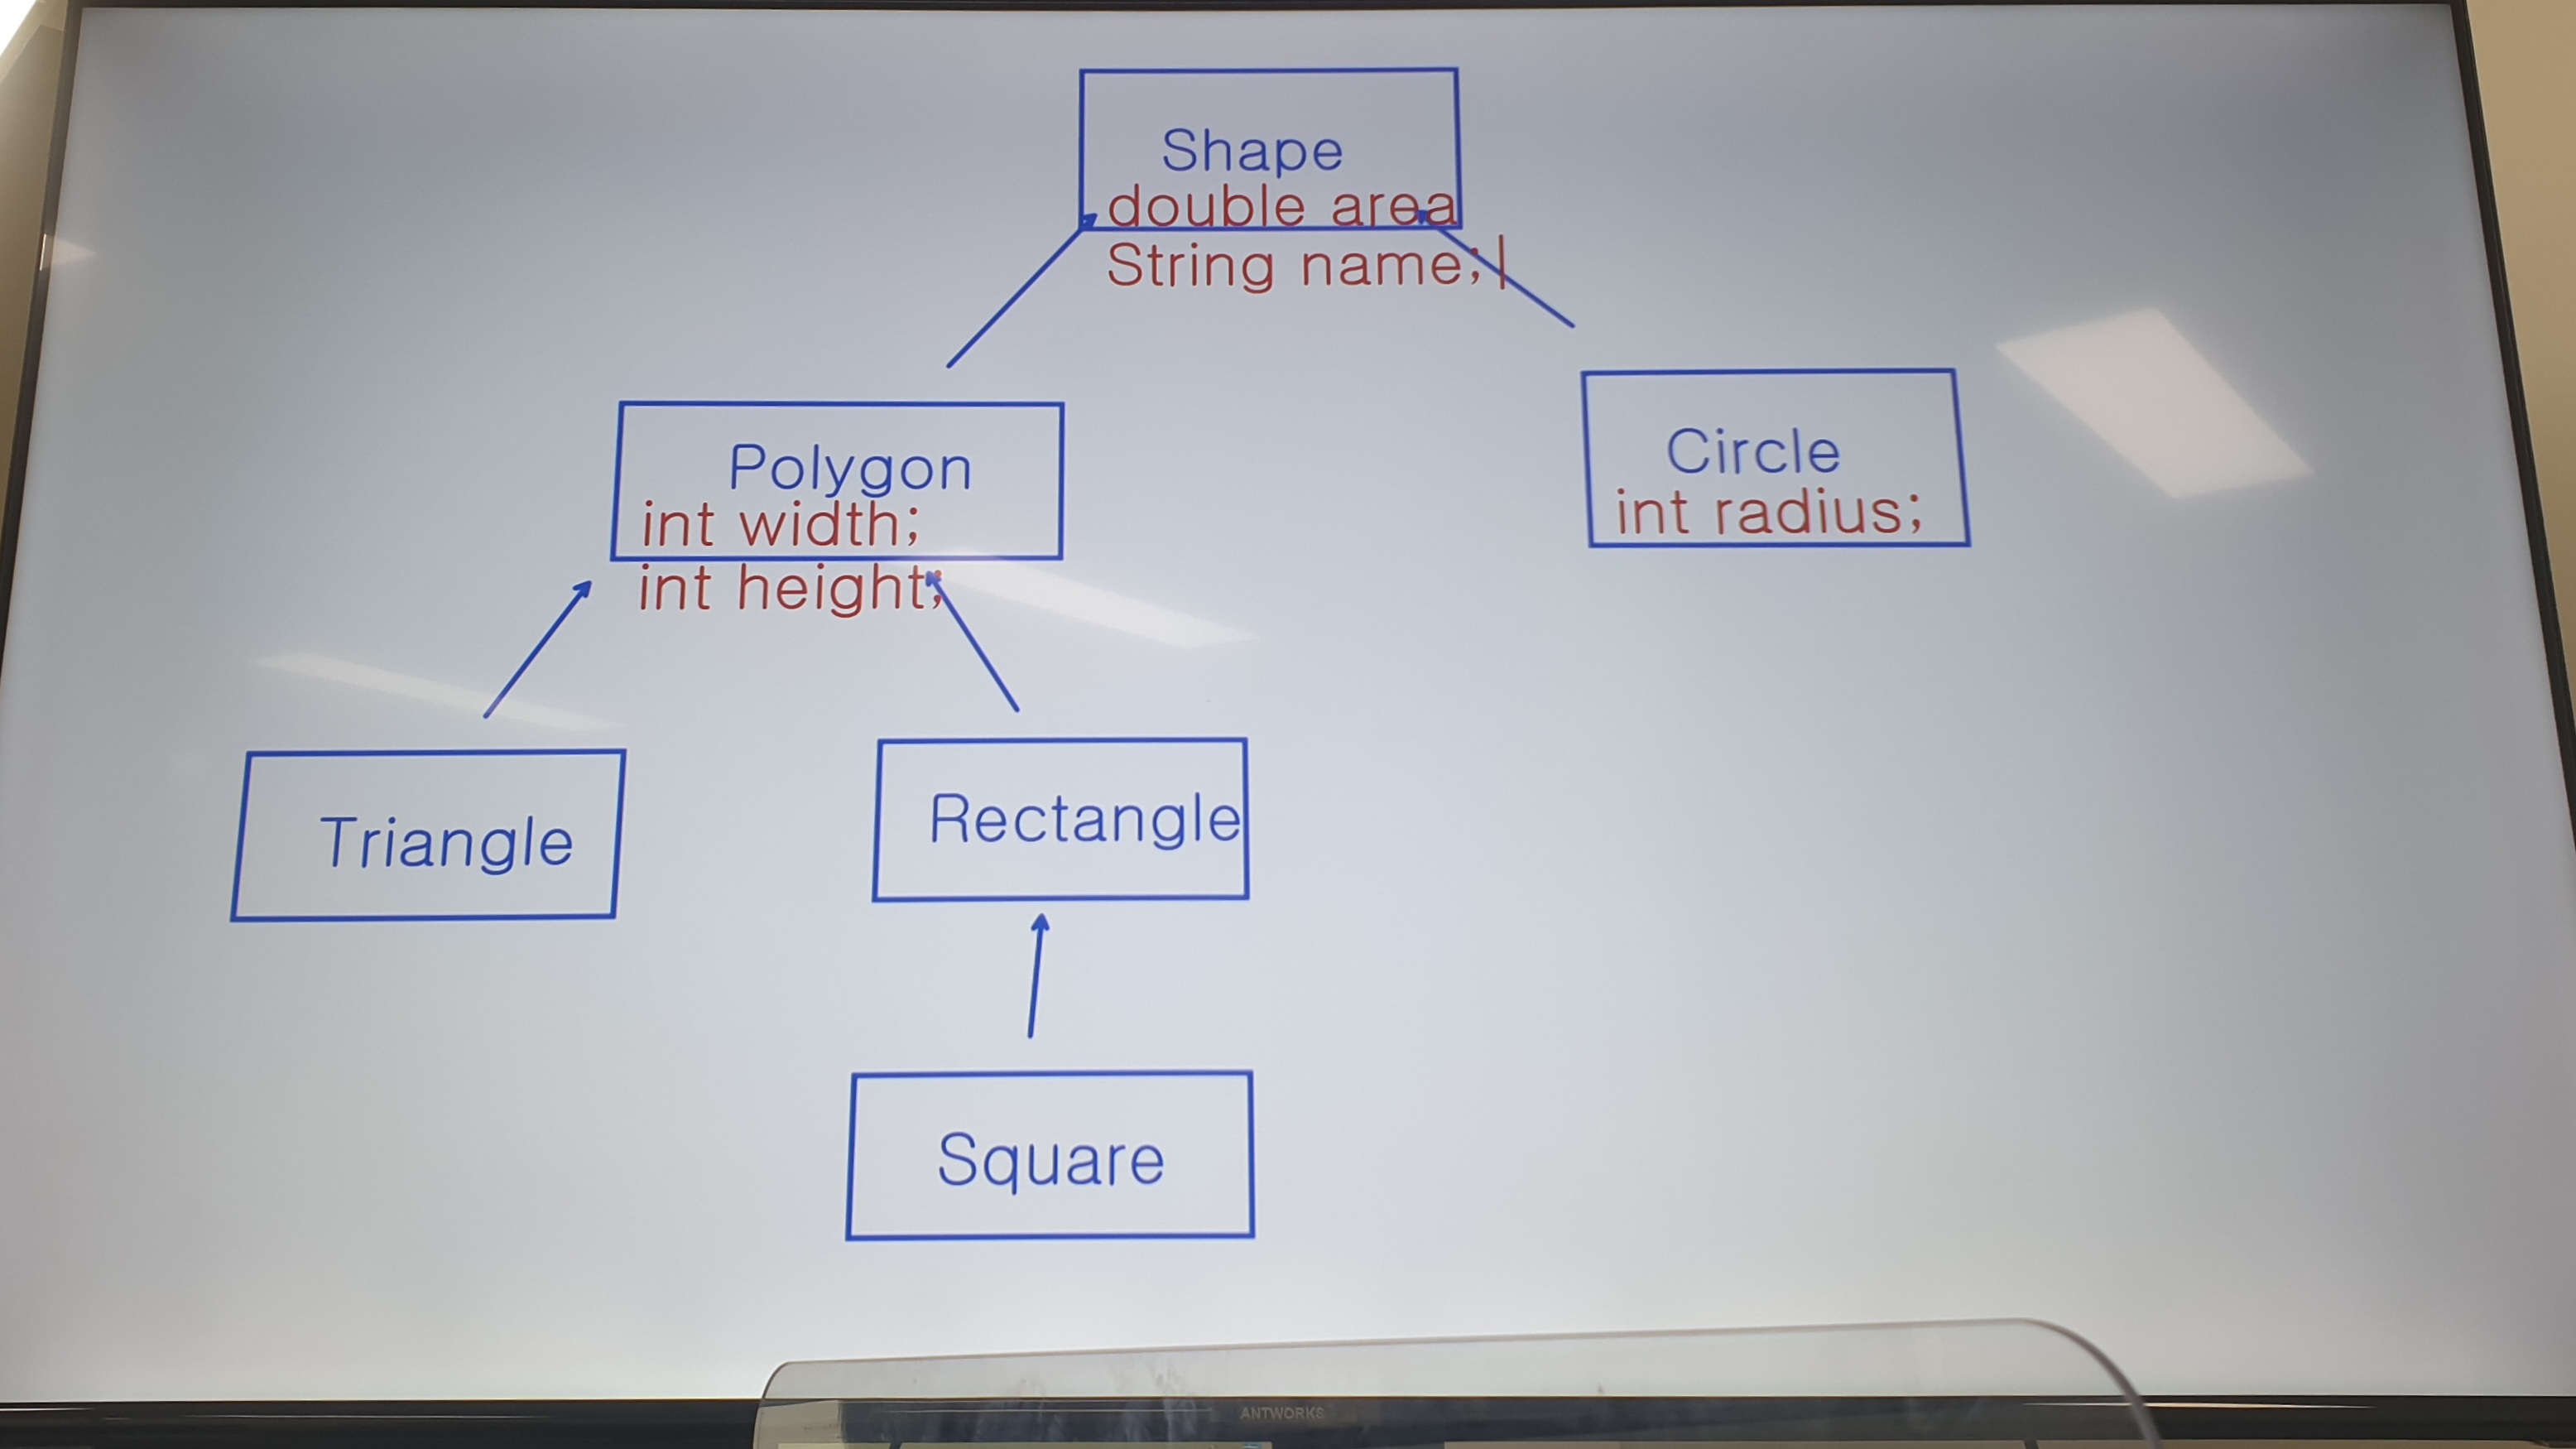 Shape
double area
String name;
Polygon
int width;
int height;
Circle
int radius;
Triangle
Rectangle
Square
ANTWORKS